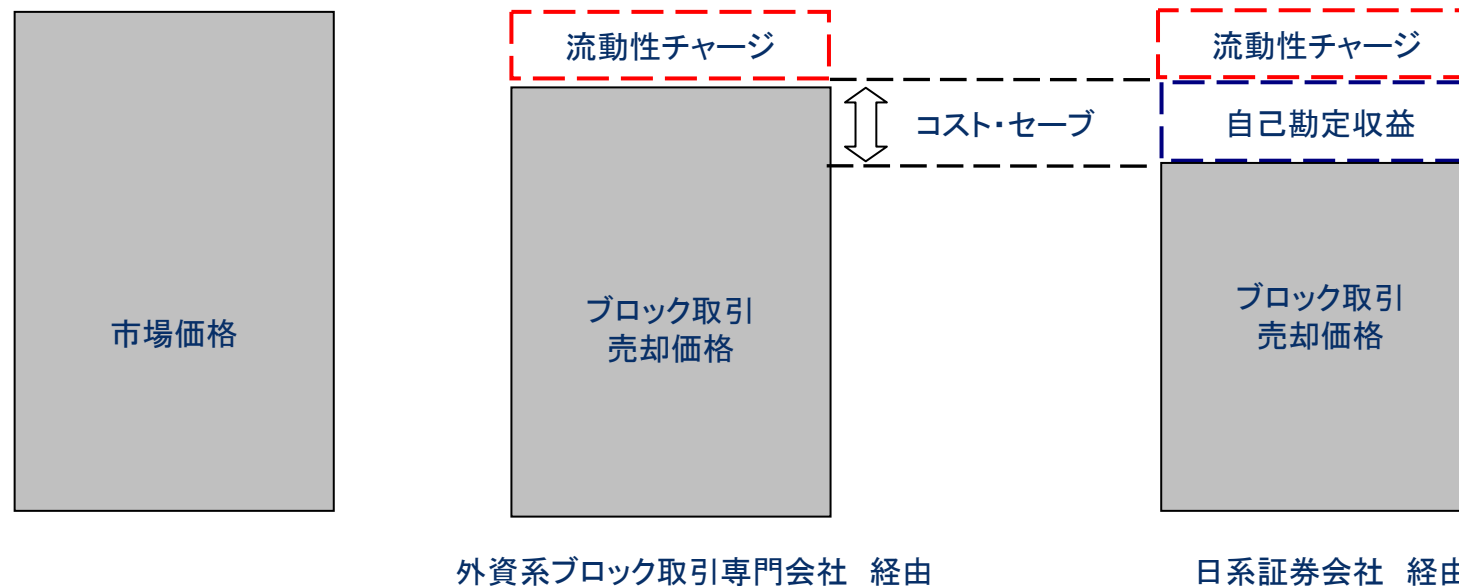 流動性チャージ
流動性チャージ
コスト・セーブ
自己勘定収益
市場価格
ブロック取引
売却価格
ブロック取引
売却価格
外資系ブロック取引専門会社　経由
日系証券会社　経由